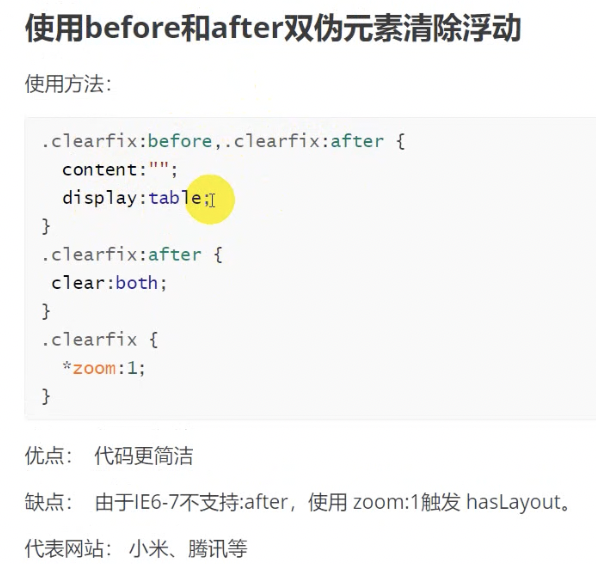 使用before和after双伪元素清除浮动
使用方法：
.clearfix:before,.clearfix:after {
  content:"";
  display:table;
}
.clearfix:after {
 clear:both;
}
.clearfix {
  *zoom:1;
}
优点： 代码更简洁
缺点： 由于IE6-7不支持:after，使用 zoom:1触发 hasLayout。
代表网站： 小米、腾讯等